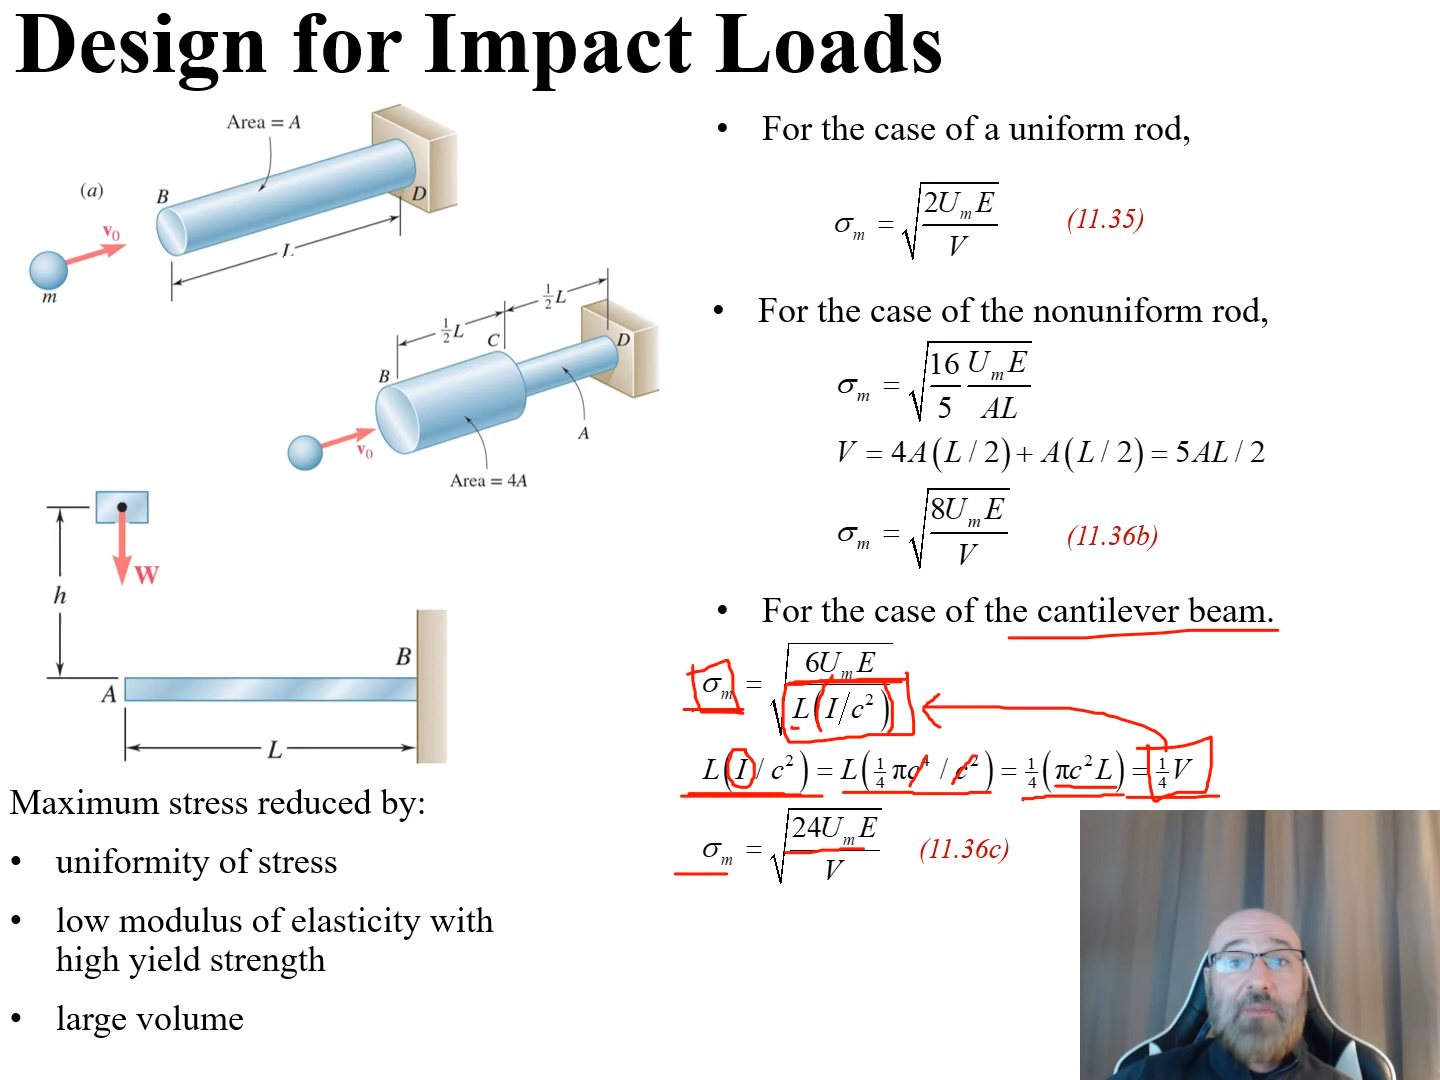 Design for Impact Loads
Area = A
(a)
B
D
v₀
L
m
½L
½L
C
D
B
v₀
A
Area = 4A
W
h
B
A
L
Maximum stress reduced by:
• uniformity of stress
• low modulus of elasticity with
high yield strength
• large volume
• For the case of a uniform rod,
σₘ = √(2UₘE / V) (11.35)
• For the case of the nonuniform rod,
σₘ = √(16/5 UₘE/AL)
V = 4A(L / 2) + A(L / 2) = 5AL / 2
σₘ = √(8UₘE / V) (11.36b)
• For the case of the cantilever beam.
σₘ = √(6UₘE / L(I/c²))
L(I / c²) = L(¼ πc⁴ / c²) = ¼(πc²L) = ¼V
σₘ = √(24UₘE / V) (11.36c)